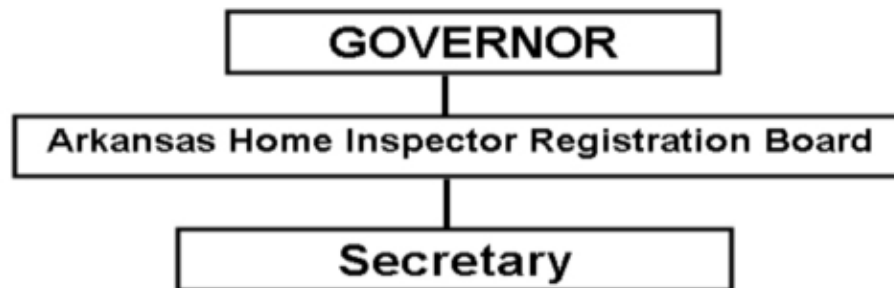 GOVERNOR
Arkansas Home Inspector Registration Board
Secretary